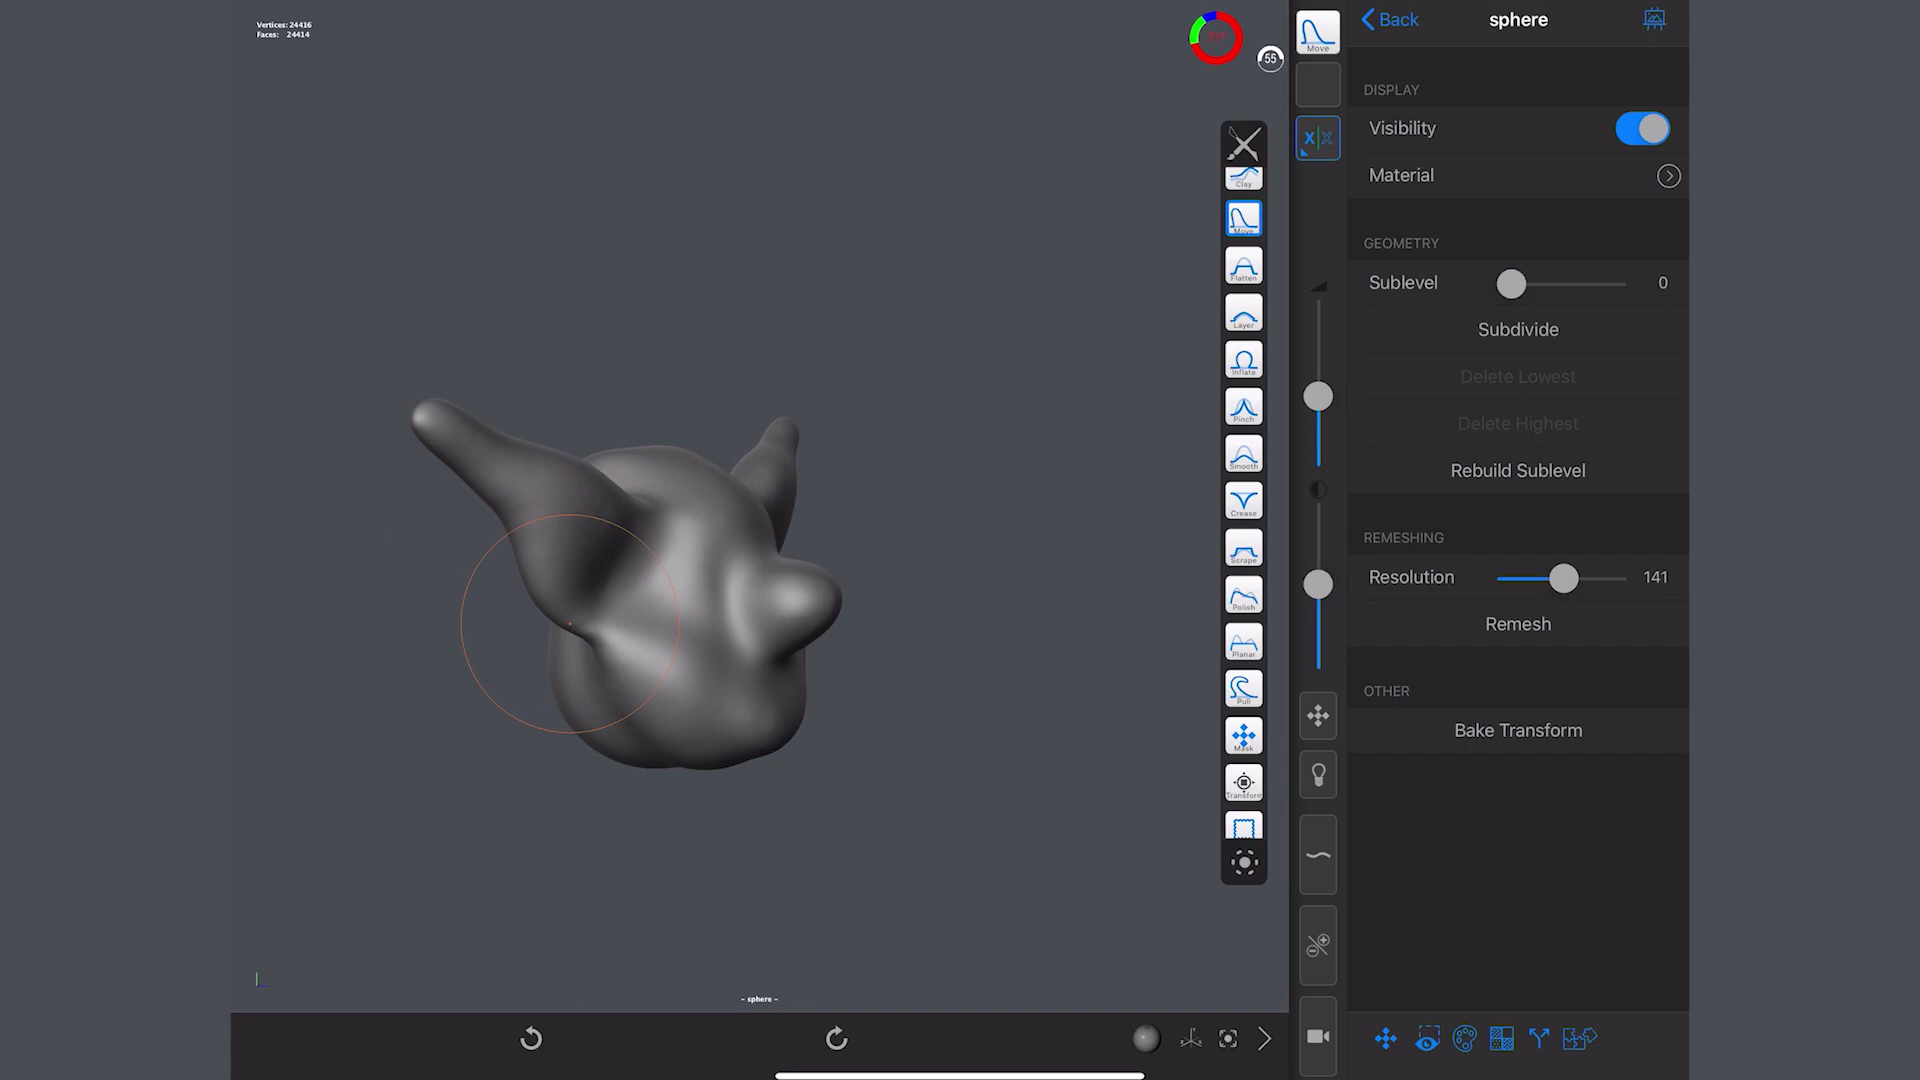 Vertices: 24416
Faces: 24414
55
Move
Back
sphere
DISPLAY
Visibility
Material
GEOMETRY
Sublevel
0
Subdivide
Delete Lowest
Delete Highest
Rebuild Sublevel
REMESHING
Resolution
141
Remesh
OTHER
Bake Transform
X|X
Clay
Move
Flatten
Layer
Inflate
Pinch
Smooth
Crease
Scrape
Polish
Planar
Pull
Mask
Transform
- sphere -